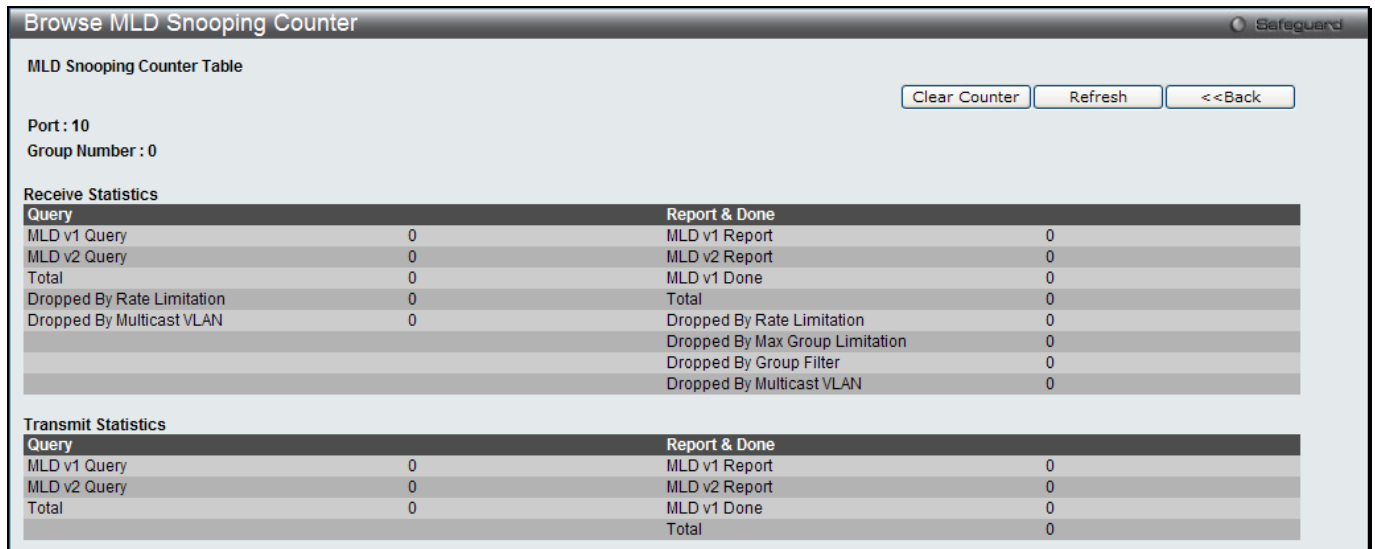 Browse MLD Snooping Counter
Safeguard
MLD Snooping Counter Table
Clear Counter Refresh <<Back
Port : 10
Group Number : 0
Receive Statistics
Query Report & Done
MLD v1 Query 0 MLD v1 Report 0
MLD v2 Query 0 MLD v2 Report 0
Total 0 MLD v1 Done 0
Dropped By Rate Limitation 0 Total 0
Dropped By Multicast VLAN 0 Dropped By Rate Limitation 0
Dropped By Max Group Limitation 0
Dropped By Group Filter 0
Dropped By Multicast VLAN 0
Transmit Statistics
Query Report & Done
MLD v1 Query 0 MLD v1 Report 0
MLD v2 Query 0 MLD v2 Report 0
Total 0 MLD v1 Done 0
Total 0